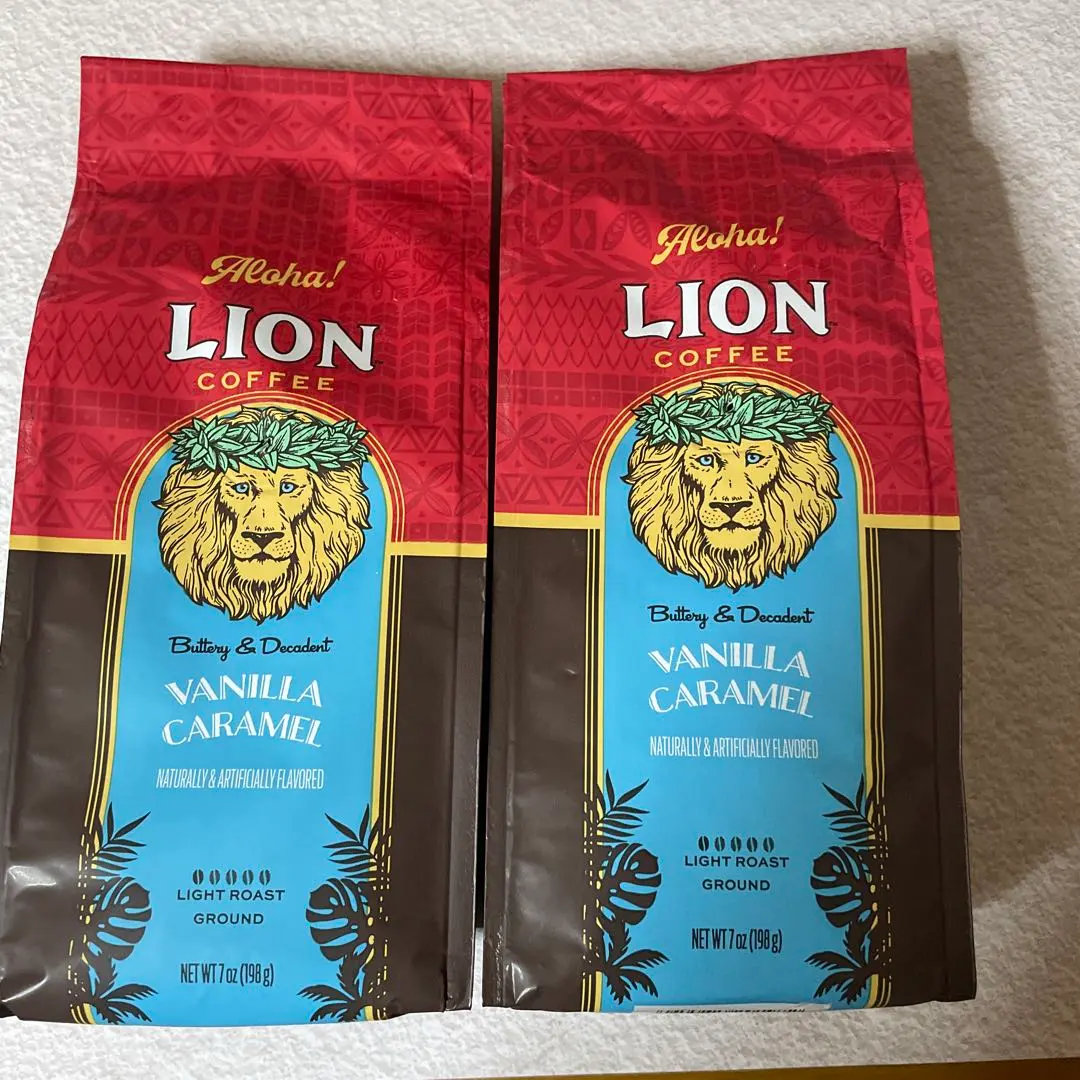 Aloha!
LION
COFFEE
Buttery & Decadent
VANILLA
CARAMEL
NATURALLY & ARTIFICIALLY FLAVORED
LIGHT ROAST
GROUND
NET WT 7 oz (198 g)
Aloha!
LION
COFFEE
Buttery & Decadent
VANILLA
CARAMEL
NATURALLY & ARTIFICIALLY FLAVORED
LIGHT ROAST
GROUND
NET WT 7 oz (198 g)